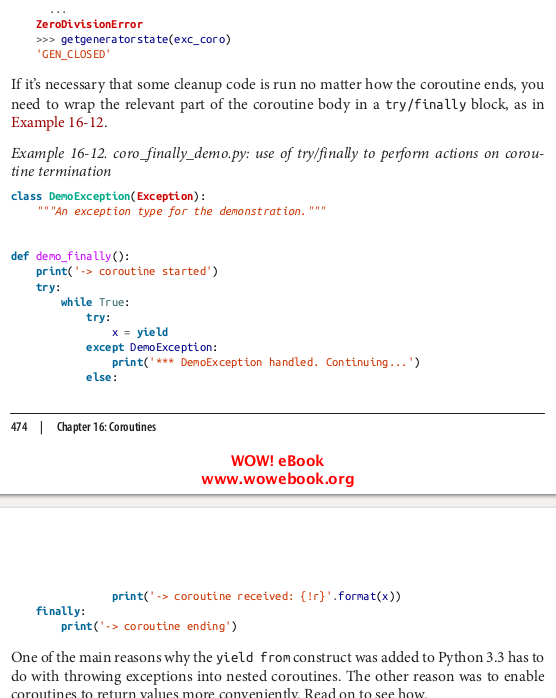 ...
ZeroDivisionError
>>> getgeneratorstate(exc_coro)
'GEN_CLOSED'
If it's necessary that some cleanup code is run no matter how the coroutine ends, you
need to wrap the relevant part of the coroutine body in a try/finally block, as in
Example 16-12.
Example 16-12. coro_finally_demo.py: use of try/finally to perform actions on corou-
tine termination
class DemoException(Exception):
    """An exception type for the demonstration."""
def demo_finally():
    print('-> coroutine started')
    try:
        while True:
            try:
                x = yield
            except DemoException:
                print('*** DemoException handled. Continuing...')
            else:
474 | Chapter 16: Coroutines
WOW! eBook
www.wowebook.org
                print('-> coroutine received: {!r}'.format(x))
    finally:
        print('-> coroutine ending')
One of the main reasons why the yield from construct was added to Python 3.3 has to
do with throwing exceptions into nested coroutines. The other reason was to enable
coroutines to return values more conveniently. Read on to see how.